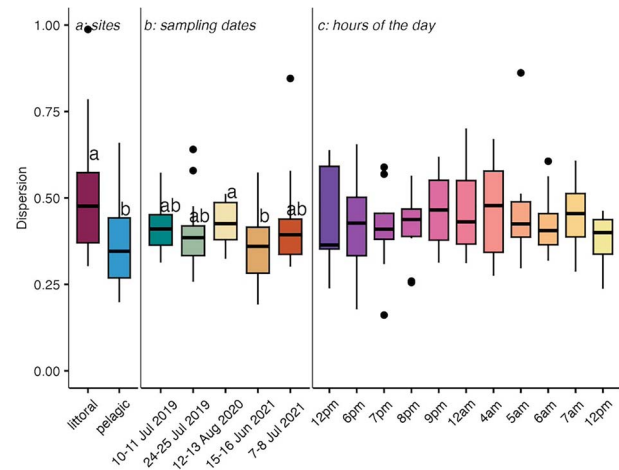 a: sites
b: sampling dates
c: hours of the day
Dispersion
1.00
0.75
0.50
0.25
0.00
a
b
ab
ab
a
b
ab
littoral
pelagic
10-11 Jul 2019
24-25 Jul 2019
12-13 Aug 2020
15-16 Jun 2021
7-8 Jul 2021
12pm
6pm
7pm
8pm
9pm
12am
4am
5am
6am
7am
12pm